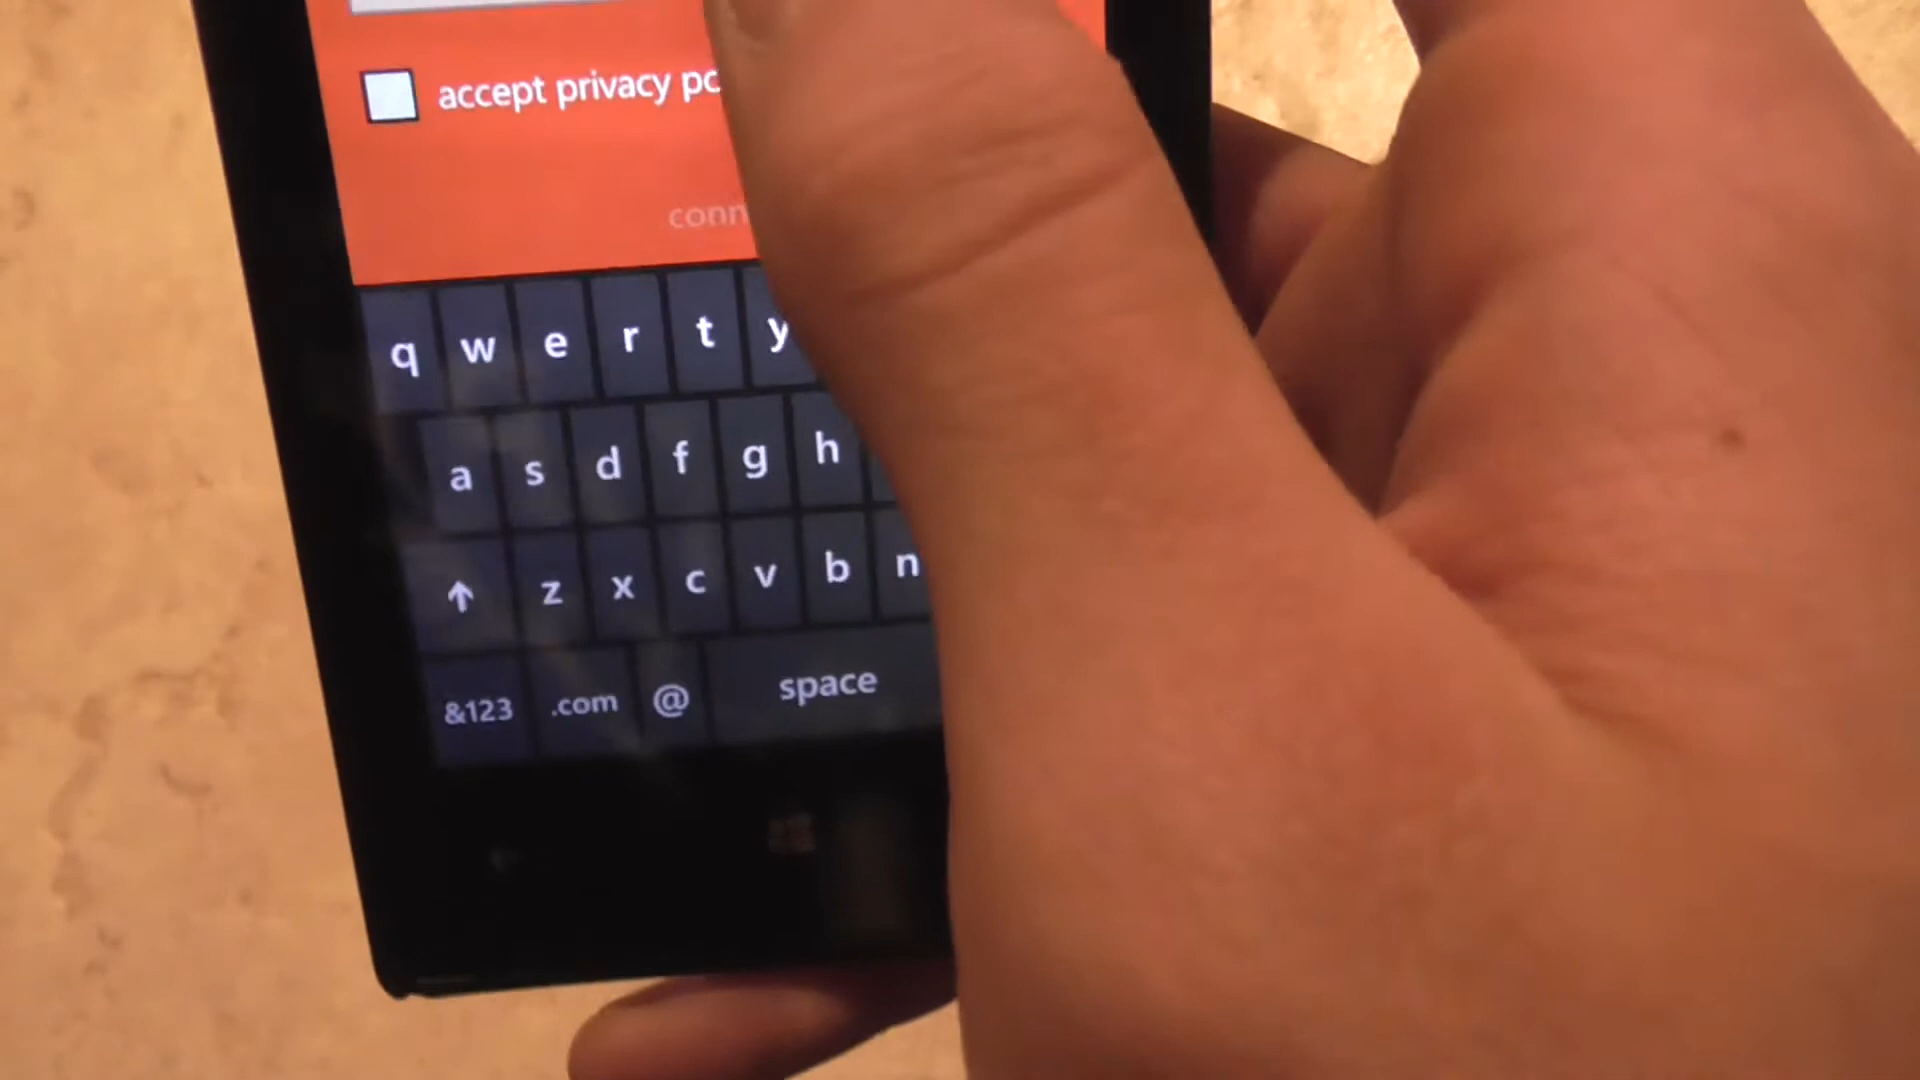 accept privacy
q w e r t y
a s d f g h
z x c v b n
&123 .com @ space